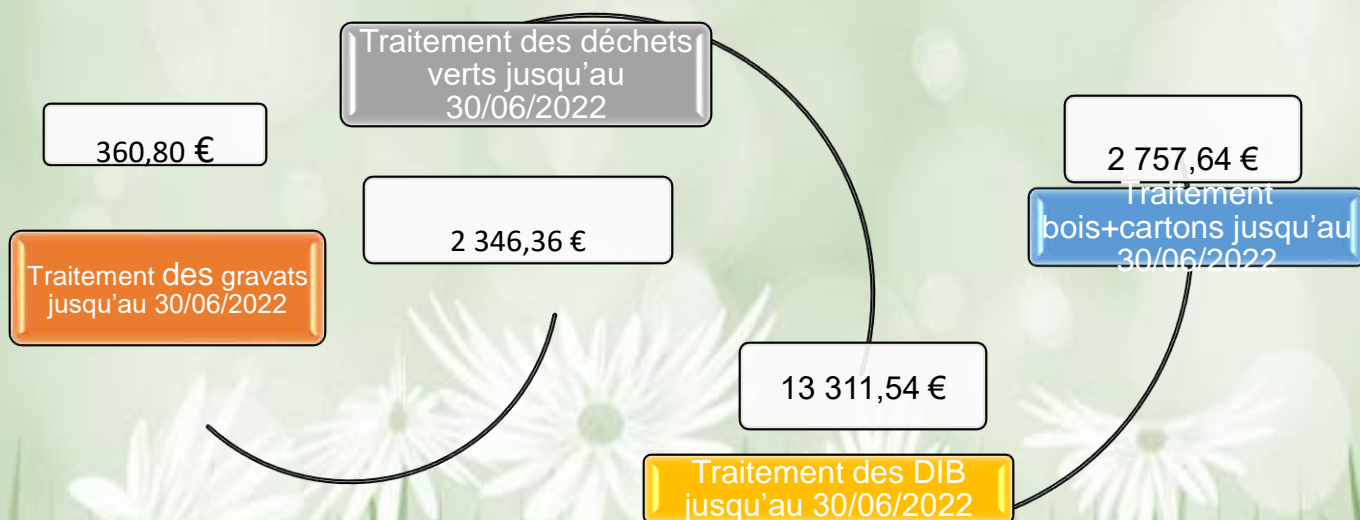 360,80 €
Traitement des gravats
jusqu’au 30/06/2022
Traitement des déchets
verts jusqu’au
30/06/2022
2 346,36 €
13 311,54 €
Traitement des DIB
jusqu’au 30/06/2022
2 757,64 €
Traitement
bois+cartons jusqu’au
30/06/2022